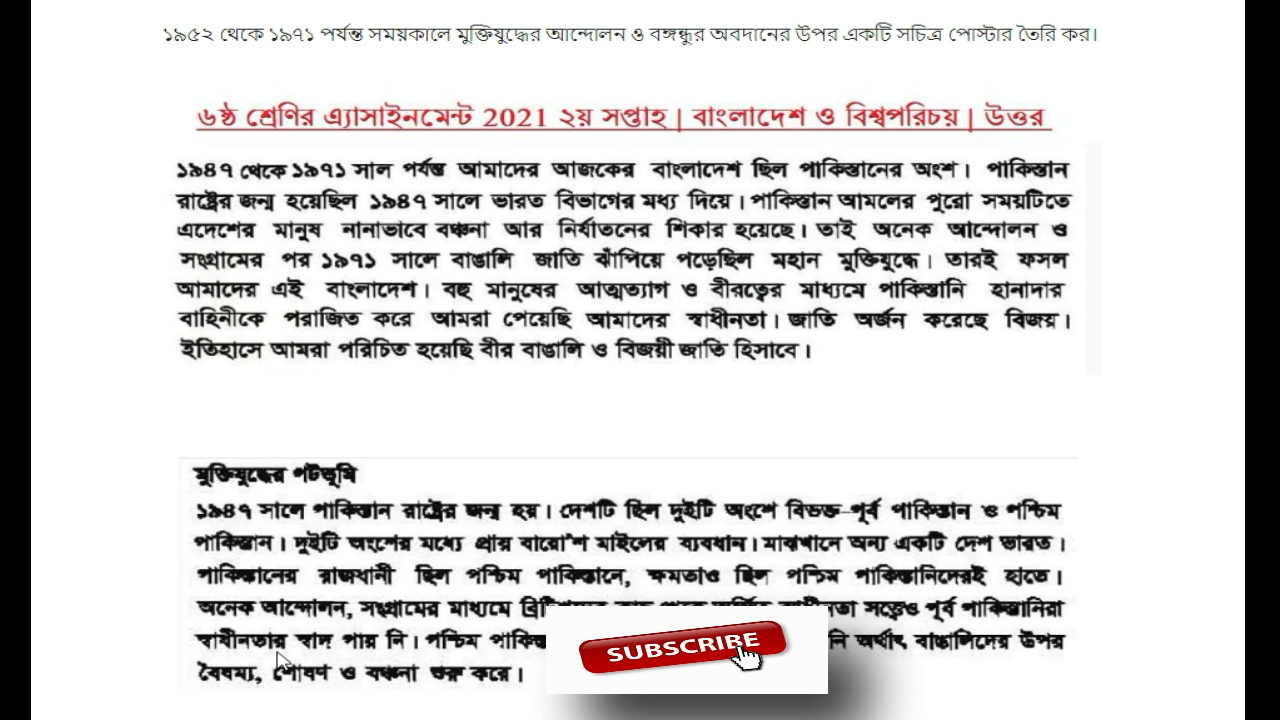 ১৯৫২ থেকে ১৯৭১ পর্যন্ত সময়কালে মুক্তিযুদ্ধের আন্দোলন ও বঙ্গন্ধুর অবদানের উপর একটি সচিত্র পোস্টার তৈরি কর।
৬ষ্ঠ শ্রেণির এ্যাসাইনমেন্ট 2021 ২য় সপ্তাহ | বাংলাদেশ ও বিশ্বপরিচয় | উত্তর
১৯৪৭ থেকে ১৯৭১ সাল পর্যন্ত আমাদের আজকের বাংলাদেশ ছিল পাকিস্তানের অংশ। পাকিস্তান
রাষ্ট্রের জন্ম হয়েছিল ১৯৪৭ সালে ভারত বিভাগের মধ্য দিয়ে। পাকিস্তান আমলের পুরো সময়টিতে
এদেশের মানুষ নানাভাবে বঞ্চনা আর নির্যাতনের শিকার হয়েছে। তাই অনেক আন্দোলন ও
সংগ্রামের পর ১৯৭১ সালে বাঙালি জাতি ঝাঁপিয়ে পড়েছিল মহান মুক্তিযুদ্ধে। তারই ফসল
আমাদের এই বাংলাদেশ। বহু মানুষের আত্মত্যাগ ও বীরত্বের মাধ্যমে পাকিস্তানি হানাদার
বাহিনীকে পরাজিত করে আমরা পেয়েছি আমাদের স্বাধীনতা। জাতি অর্জন করেছে বিজয়।
ইতিহাসে আমরা পরিচিত হয়েছি বীর বাঙালি ও বিজয়ী জাতি হিসাবে।
মুক্তিযুদ্ধের পটভূমি
১৯৪৭ সালে পাকিস্তান রাষ্ট্রের জন্ম হয়। দেশটি ছিল দুইটি অংশে বিভক্ত-পূর্ব পাকিস্তান ও পশ্চিম
পাকিস্তান। দুইটি অংশের মধ্যে প্রায় বারো'শ মাইলের ব্যবধান। মাঝখানে অন্য একটি দেশ ভারত।
পাকিস্তানের রাজধানী ছিল পশ্চিম পাকিস্তানে, ক্ষমতাও ছিল পশ্চিম পাকিস্তানিদেরই হাতে।
অনেক আন্দোলন, সংগ্রামের মাধ্যমে সত্ত্বেও পূর্ব পাকিস্তানিরা
স্বাধীনতার স্বাদ পায় নি। পশ্চিম অর্থাৎ বাঙালিদের উপর
বৈষম্য, শোষণ ও বঞ্চনা শুরু করে।
SUBSCRIBE